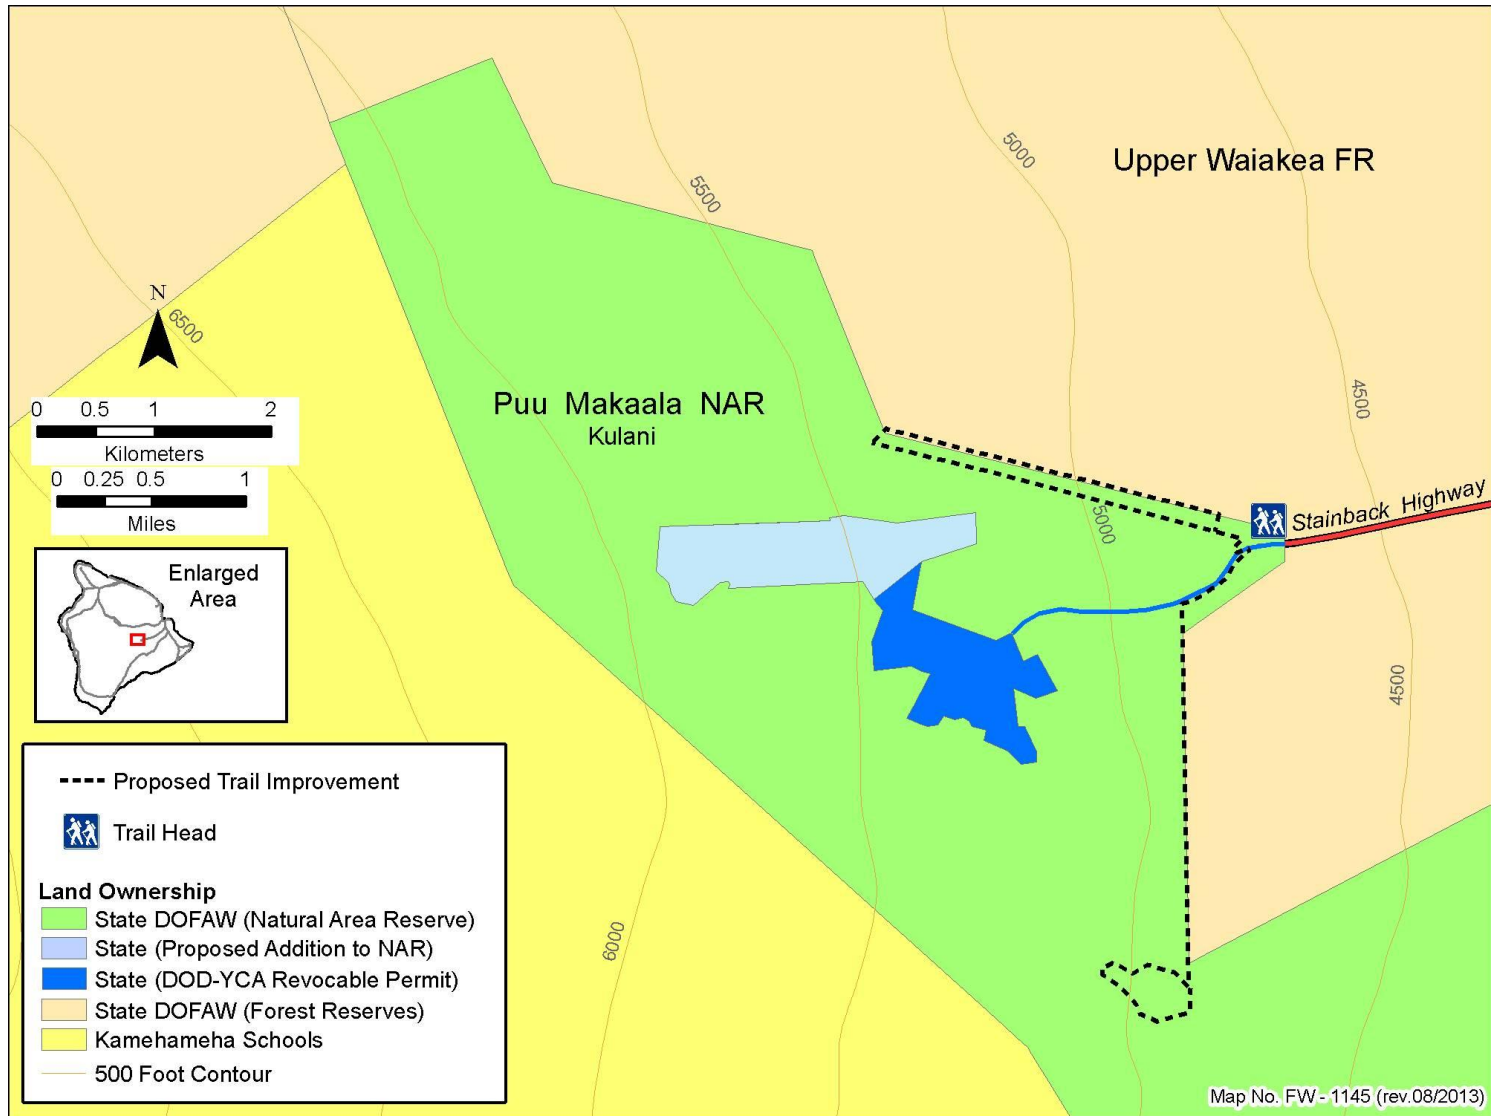 5000
Upper Waiakea FR
5500
N
6500
4500
0 0.5 1 2
Kilometers
0 0.25 0.5 1
Miles
Puu Makaala NAR
Kulani
Stainback Highway
5000
Enlarged
Area
4500
6000
Proposed Trail Improvement
Trail Head
Land Ownership
State DOFAW (Natural Area Reserve)
State (Proposed Addition to NAR)
State (DOD-YCA Revocable Permit)
State DOFAW (Forest Reserves)
Kamehameha Schools
500 Foot Contour
Map No. FW - 1145 (rev.08/2013)